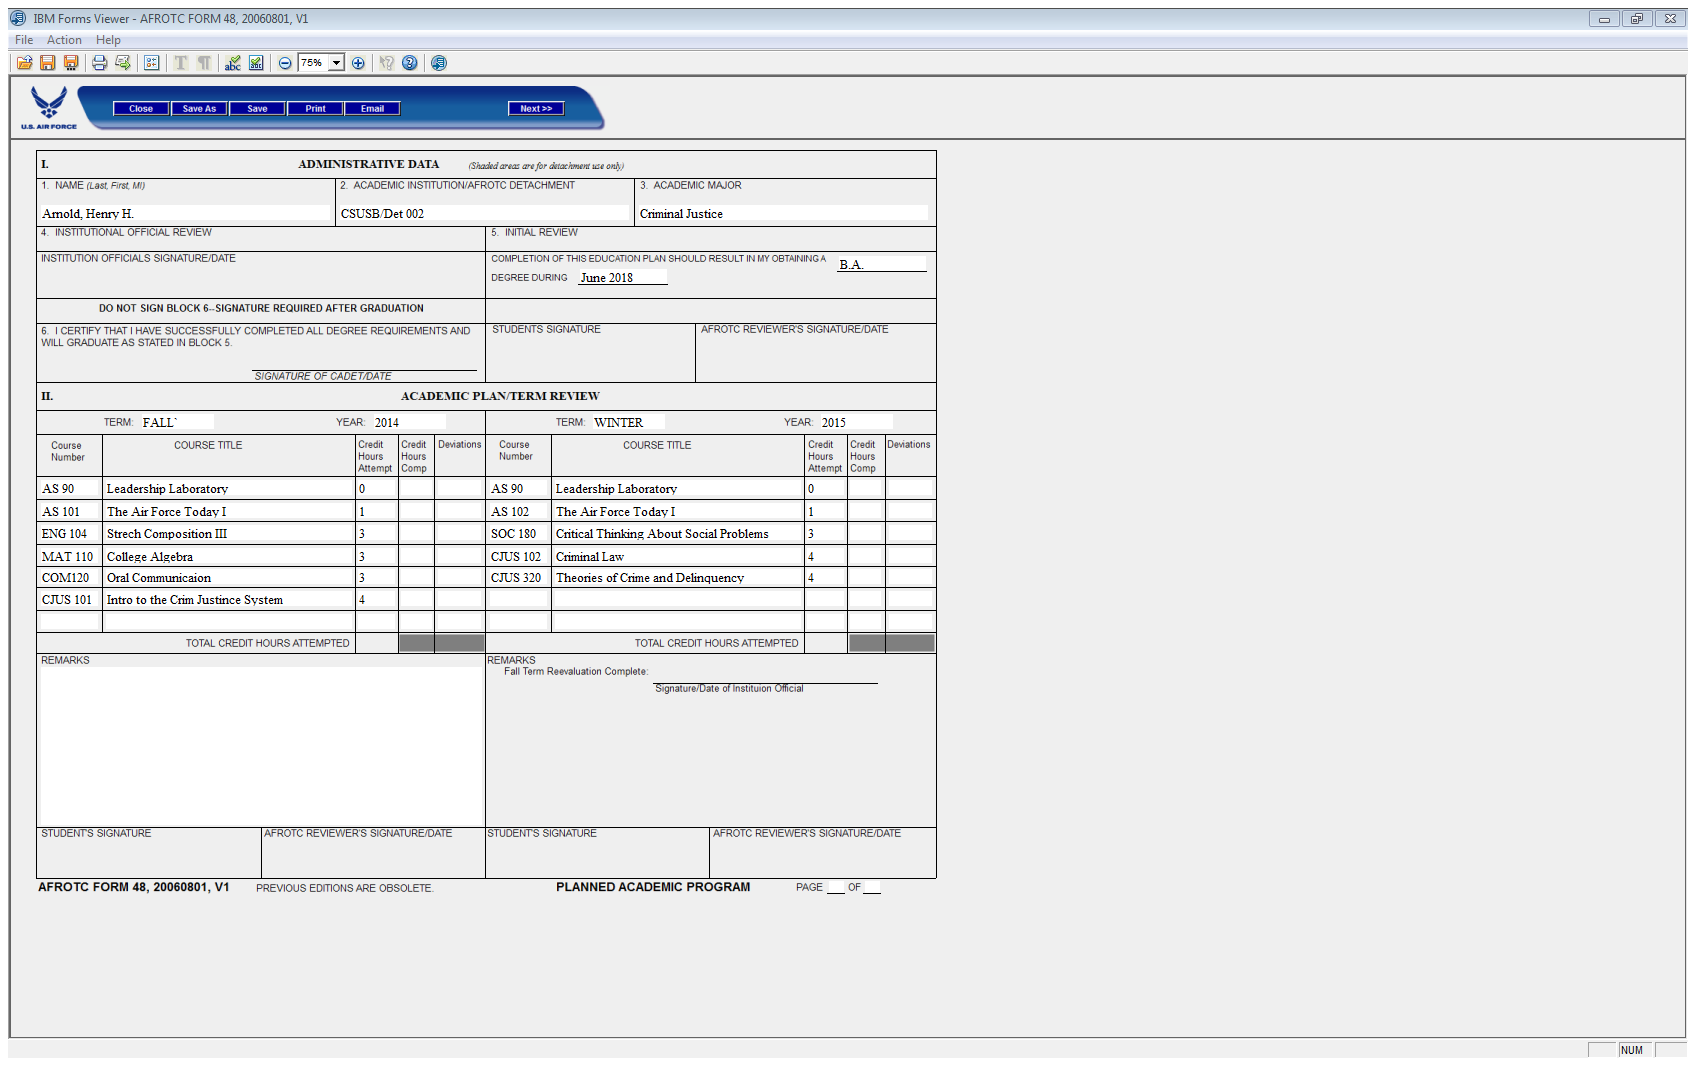 IBM Forms Viewer - AFROTC FORM 48, 20060801, V1
File Action Help
75%
U.S. AIR FORCE
Close Save As Save Print Email Next >>
I. ADMINISTRATIVE DATA (Shaded areas are for detachment use only)
1. NAME (Last, First, MI) 2. ACADEMIC INSTITUTION/AFROTC DETACHMENT 3. ACADEMIC MAJOR
Arnold, Henry H. CSUSB/Det 002 Criminal Justice
4. INSTITUTIONAL OFFICIAL REVIEW 5. INITIAL REVIEW
INSTITUTION OFFICIALS SIGNATURE/DATE COMPLETION OF THIS EDUCATION PLAN SHOULD RESULT IN MY OBTAINING A B.A.
DEGREE DURING June 2018
DO NOT SIGN BLOCK 6--SIGNATURE REQUIRED AFTER GRADUATION
6. I CERTIFY THAT I HAVE SUCCESSFULLY COMPLETED ALL DEGREE REQUIREMENTS AND STUDENTS SIGNATURE AFROTC REVIEWER'S SIGNATURE/DATE
WILL GRADUATE AS STATED IN BLOCK 5.
SIGNATURE OF CADET/DATE
II. ACADEMIC PLAN/TERM REVIEW
TERM: FALL` YEAR: 2014 TERM: WINTER YEAR: 2015
Course Number COURSE TITLE Credit Hours Attempt Credit Hours Comp Deviations Course Number COURSE TITLE Credit Hours Attempt Credit Hours Comp Deviations
AS 90 Leadership Laboratory 0 AS 90 Leadership Laboratory 0
AS 101 The Air Force Today I 1 AS 102 The Air Force Today I 1
ENG 104 Strech Composition III 3 SOC 180 Critical Thinking About Social Problems 3
MAT 110 College Algebra 3 CJUS 102 Criminal Law 4
COM120 Oral Communicaion 3 CJUS 320 Theories of Crime and Delinquency 4
CJUS 101 Intro to the Crim Justince System 4
TOTAL CREDIT HOURS ATTEMPTED TOTAL CREDIT HOURS ATTEMPTED
REMARKS REMARKS
Fall Term Reevaluation Complete:
Signature/Date of Instituion Official
STUDENT'S SIGNATURE AFROTC REVIEWER'S SIGNATURE/DATE STUDENT'S SIGNATURE AFROTC REVIEWER'S SIGNATURE/DATE
AFROTC FORM 48, 20060801, V1 PREVIOUS EDITIONS ARE OBSOLETE. PLANNED ACADEMIC PROGRAM PAGE OF
NUM